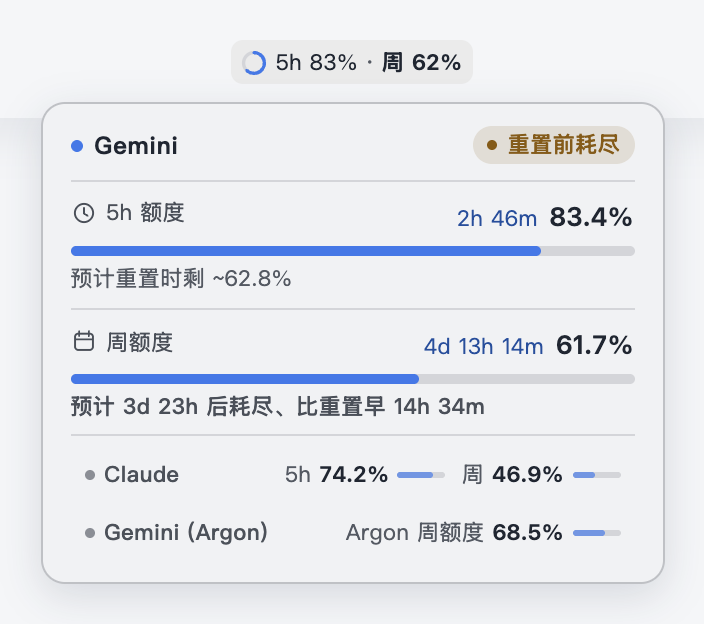 5h 83% · 周 62%
Gemini
重置前耗尽
5h 额度
2h 46m 83.4%
预计重置时剩 ~62.8%
周额度
4d 13h 14m 61.7%
预计 3d 23h 后耗尽、比重置早 14h 34m
Claude 5h 74.2% 周 46.9%
Gemini (Argon) Argon 周额度 68.5%